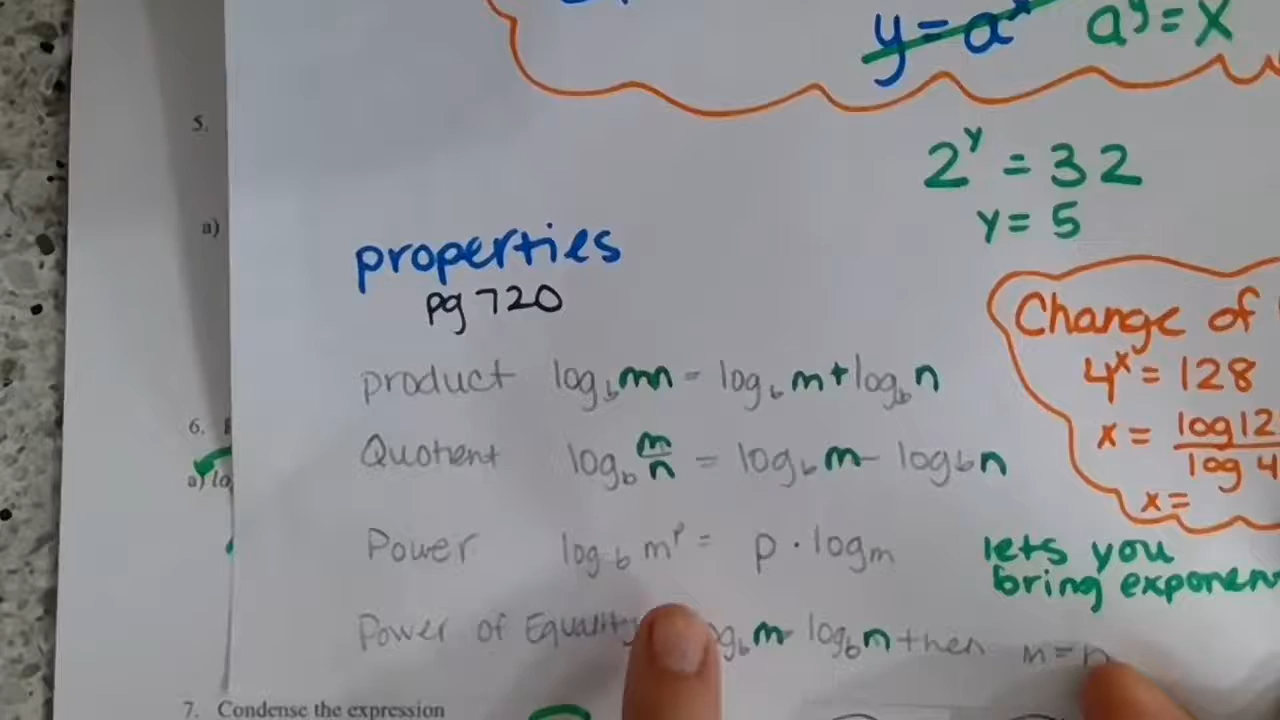 y=a^x a^y = x
2^y = 32
y = 5
properties
pg 720
Change of
4^x = 128
x = log 12
log 4
x =
product log_b mn = log_b m + log_b n
Quotient log_b m/n = log_b m - log_b n
Power log_b m^p = p · log m
lets you
bring exponen
Power of Equality log_b m log_b n then m = n
5.
a)
6.
a) lo
7. Condense the expression